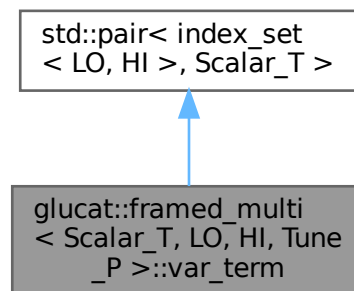 std::pair< index_set
< LO, HI >, Scalar_T >
glucat::framed_multi
< Scalar_T, LO, HI, Tune
_P >::var_term